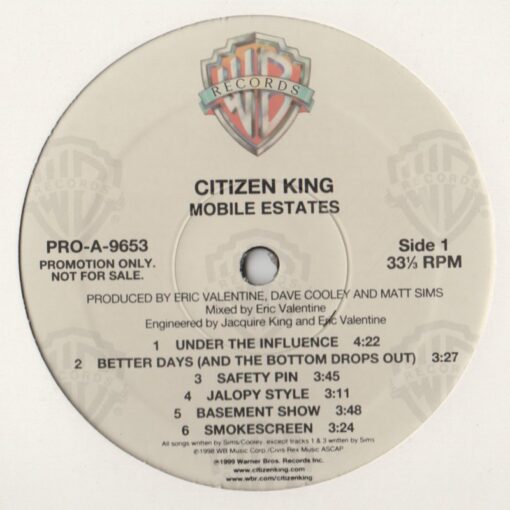 WB
RECORDS
CITIZEN KING
MOBILE ESTATES
PRO-A-9653
PROMOTION ONLY.
NOT FOR SALE.
Side 1
33⅓ RPM
PRODUCED BY ERIC VALENTINE, DAVE COOLEY AND MATT SIMS
Mixed by Eric Valentine
Engineered by Jacquire King and Eric Valentine
1 UNDER THE INFLUENCE 4:22
2 BETTER DAYS (AND THE BOTTOM DROPS OUT) 3:27
3 SAFETY PIN 3:45
4 JALOPY STYLE 3:11
5 BASEMENT SHOW 3:48
6 SMOKESCREEN 3:24
All songs written by Sims/Cooley, except tracks 1 & 3 written by Sims
©1998 WB Music Corp./Chris Rex Music ASCAP
℗1999 Warner Bros. Records Inc.
www.citizenking.com
www.wbr.com/citizenking